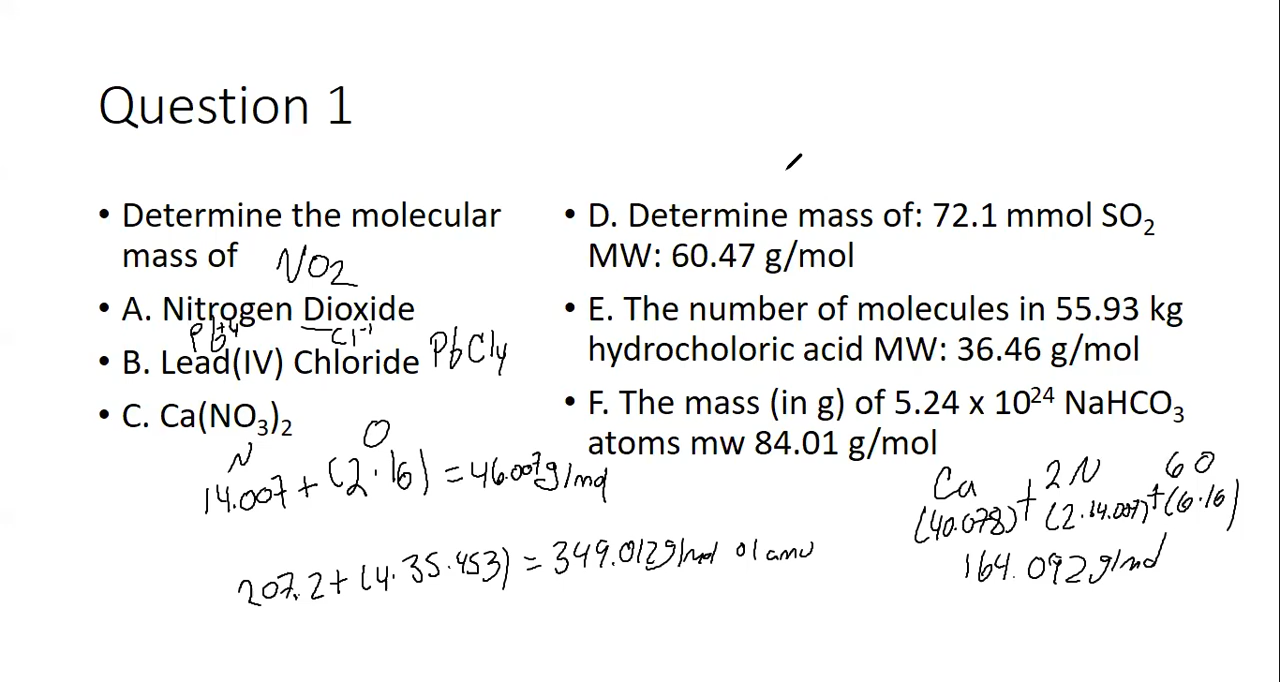 Question 1
• Determine the molecular
mass of NO2
• A. Nitrogen Dioxide
Pb+4 Cl-1
• B. Lead(IV) Chloride PbCl4
• C. Ca(NO3)2
N O
14.007 + (2·16) = 46.007g/mol
207.2 + (4·35.453) = 349.012g/mol or amu
• D. Determine mass of: 72.1 mmol SO2
MW: 60.47 g/mol
• E. The number of molecules in 55.93 kg
hydrocholoric acid MW: 36.46 g/mol
• F. The mass (in g) of 5.24 x 10^24 NaHCO3
atoms mw 84.01 g/mol
Ca 2N 6O
(40.078) + (2·14.007) + (6·16)
164.092g/mol